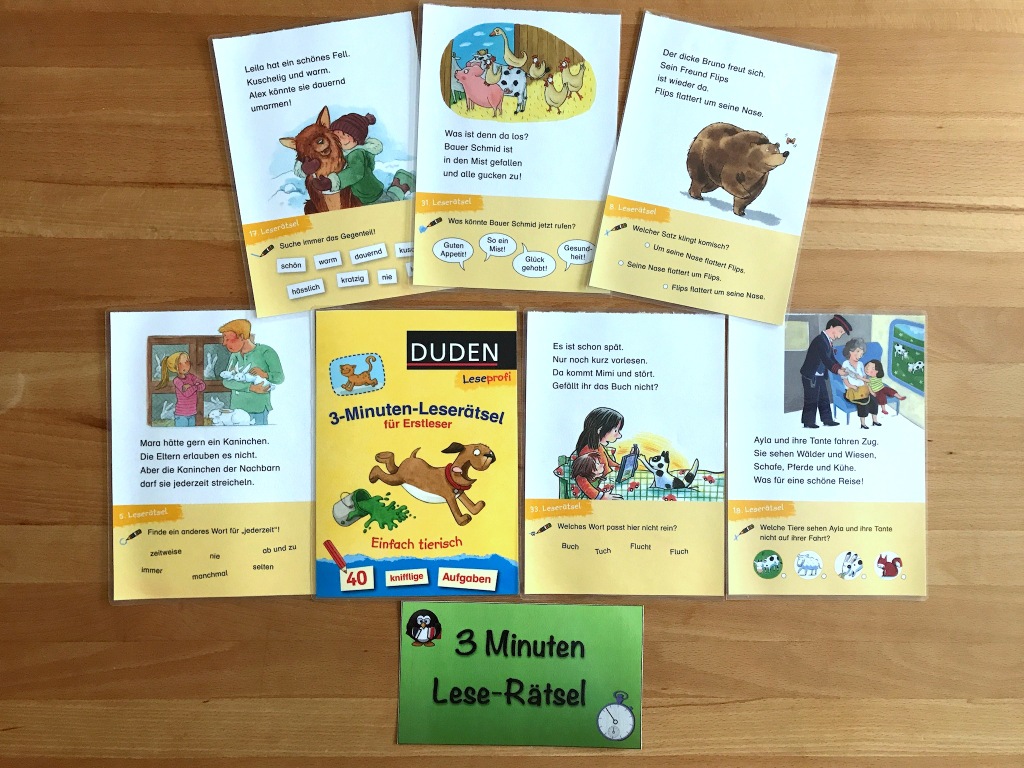 Leila hat ein schönes Fell.
Kuschelig und warm.
Alex könnte sie dauernd
umarmen!
17. Leserätsel
Suche immer das Gegenteil!
schön warm dauernd
hässlich kratzig nie
Was ist denn da los?
Bauer Schmid ist
in den Mist gefallen
und alle gucken zu!
31. Leserätsel
Was könnte Bauer Schmid jetzt rufen?
Guten
Appetit!
So ein
Mist!
Glück
gehabt!
Gesund-
heit!
Der dicke Bruno freut sich.
Sein Freund Flips
ist wieder da.
Flips flattert um seine Nase.
8. Leserätsel
Welcher Satz klingt komisch?
Um seine Nase flattert Flips.
Seine Nase flattert um Flips.
Flips flattert um seine Nase.
Mara hätte gern ein Kaninchen.
Die Eltern erlauben es nicht.
Aber die Kaninchen der Nachbarn
darf sie jederzeit streicheln.
5. Leserätsel
Finde ein anderes Wort für „jederzeit“!
zeitweise nie ab und zu
immer manchmal selten
DUDEN
Leseprofi
3-Minuten-Leserätsel
für Erstleser
Einfach tierisch
40 knifflige Aufgaben
Es ist schon spät.
Nur noch kurz vorlesen.
Da kommt Mimi und stört.
Gefällt ihr das Buch nicht?
33. Leserätsel
Welches Wort passt hier nicht rein?
Buch Tuch Flucht Fluch
Ayla und ihre Tante fahren Zug.
Sie sehen Wälder und Wiesen,
Schafe, Pferde und Kühe.
Was für eine schöne Reise!
18. Leserätsel
Welche Tiere sehen Ayla und ihre Tante
nicht auf ihrer Fahrt?
3 Minuten
Lese-Rätsel